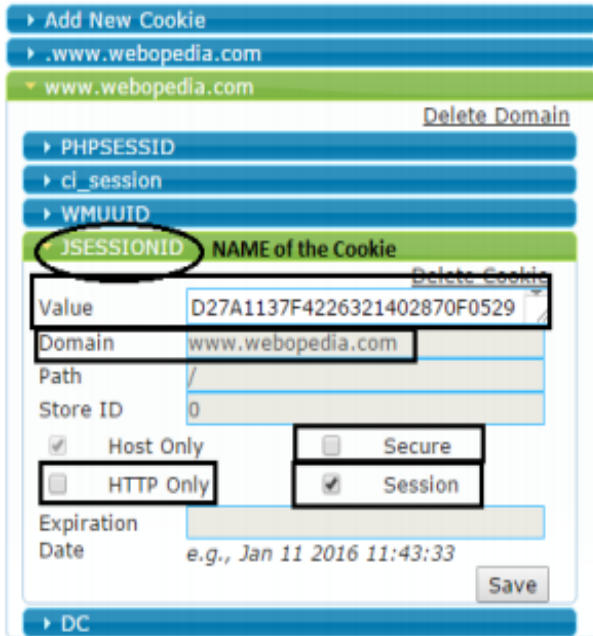 Add New Cookie
.www.webopedia.com
www.webopedia.com
Delete Domain
PHPSESSID
ci_session
WMUUID
JSESSIONID NAME of the Cookie
Delete Cookie
Value D27A1137F4226321402870F0529
Domain www.webopedia.com
Path /
Store ID 0
Host Only Secure
HTTP Only Session
Expiration
Date e.g., Jan 11 2016 11:43:33
Save
DC